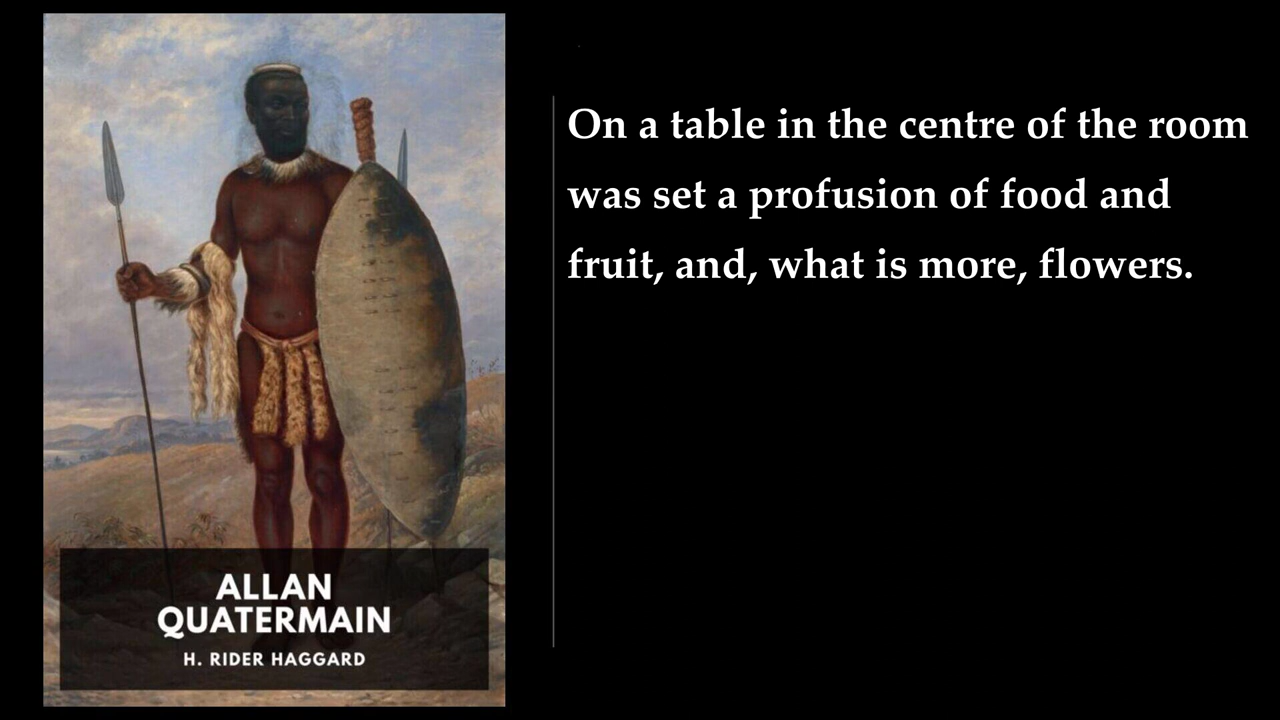 On a table in the centre of the room
was set a profusion of food and
fruit, and, what is more, flowers.
ALLAN
QUATERMAIN
H. RIDER HAGGARD